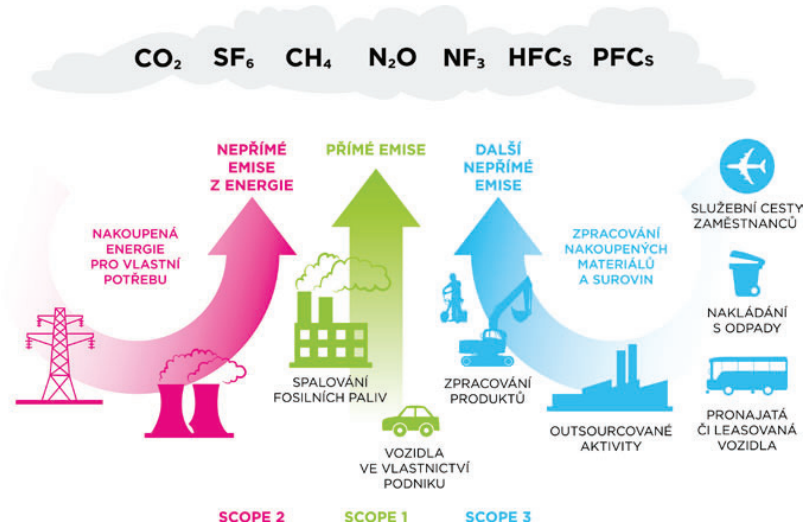 CO₂ SF₆ CH₄ N₂O NF₃ HFCs PFCs
NEPŘÍMÉ
EMISE
Z ENERGIE
PŘÍMÉ EMISE
DALŠÍ
NEPŘÍMÉ
EMISE
NAKOUPENÁ
ENERGIE
PRO VLASTNÍ
POTŘEBU
ZPRACOVÁNÍ
NAKOUPENÝCH
MATERIÁLŮ
A SUROVIN
SLUŽEBNÍ CESTY
ZAMĚSTNANCŮ
NAKLÁDÁNÍ
S ODPADY
SPALOVÁNÍ
FOSILNÍCH PALIV
ZPRACOVÁNÍ
PRODUKTŮ
OUTSOURCOVANÉ
AKTIVITY
PRONAJATÁ
ČI LEASOVANÁ
VOZIDLA
VOZIDLA
VE VLASTNICTVÍ
PODNIKU
SCOPE 2
SCOPE 1
SCOPE 3